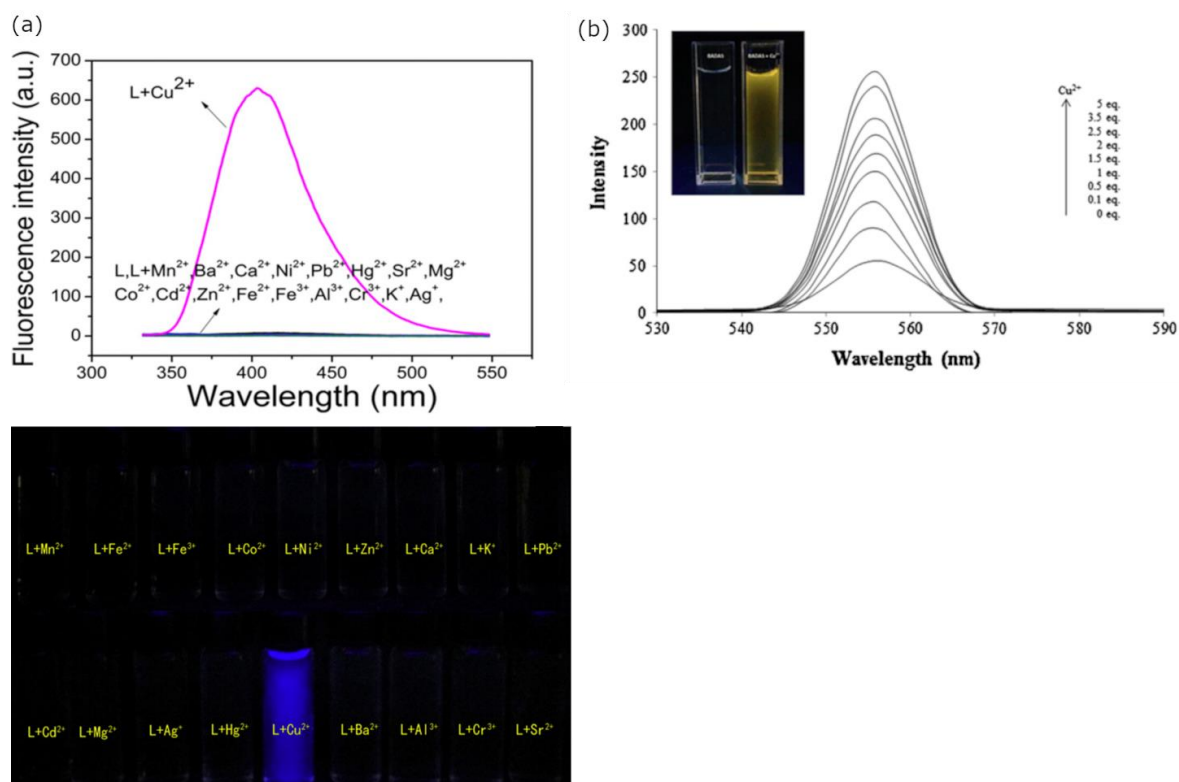 (a)
700
600
500
400
300
200
100
0
Fluorescence intensity (a.u.)
L+Cu2+
L,L+Mn2+,Ba2+,Ca2+,Ni2+,Pb2+,Hg2+,Sr2+,Mg2+
Co2+,Cd2+,Zn2+,Fe2+,Fe3+,Al3+,Cr3+,K+,Ag+,
300 350 400 450 500 550
Wavelength (nm)
(b)
300
250
200
150
100
50
0
Intensity
BADAS BADAS + Cu2+
Cu2+
5 eq.
3.5 eq.
2.5 eq.
2 eq.
1.5 eq.
1 eq.
0.5 eq.
0.1 eq.
0 eq.
530 540 550 560 570 580 590
Wavelength (nm)
L+Mn2+ L+Fe2+ L+Fe3+ L+Co2+ L+Ni2+ L+Zn2+ L+Ca2+ L+K+ L+Pb2+
L+Cd2+ L+Mg2+ L+Ag+ L+Hg2+ L+Cu2+ L+Ba2+ L+Al3+ L+Cr3+ L+Sr2+